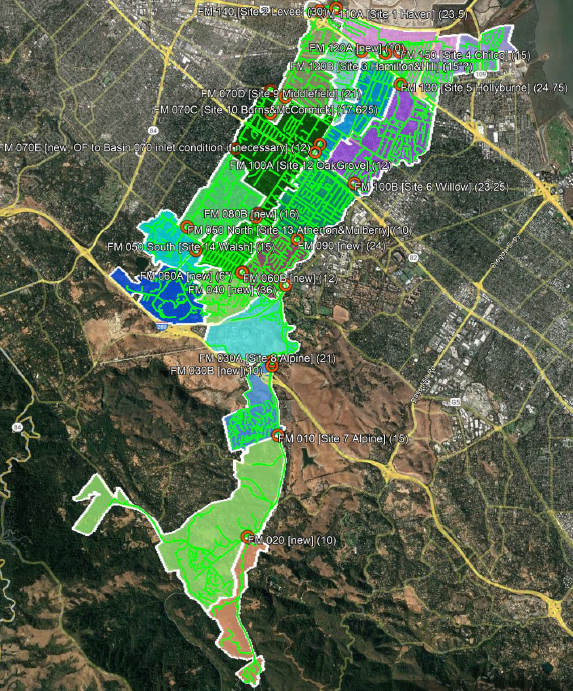 FM 140 [Site 2 Levee] (30)
FM 110A [Site 1 Haven] (23.5)
FM 120A [new] (10)
FM 150 [Site 4 Chilco] (15)
FM 120B [Site 3 Hamilton&Hill] (15?)
109
FM 130 [Site 5 Hollyburne] (24.75)
FM 070D [Site 9 Middlefield] (21)
FM 070C [Site 10 Burns&McCormick] (17.625)
84
FM 070E [new, OF to Basin 070 inlet condition if necessary] (12)
FM 100A [Site 12 OakGrove] (12)
FM 100B [Site 6 Willow] (23.25)
FM 080B [new] (16)
FM 050 North [Site 13 Atherton&Mulberry] (10)
FM 050 South [Site 14 Walsh] (15)
FM 090 [new] (24)
82
FM 060A [new] (6")
FM 060B [new] (12)
FM 040 [new] (36)
280
FM 030A [Site 8 Alpine] (21)
FM 030B [new] (10)
G5
84
FM 010 [Site 7 Alpine] (15)
FM 020 [new] (10)